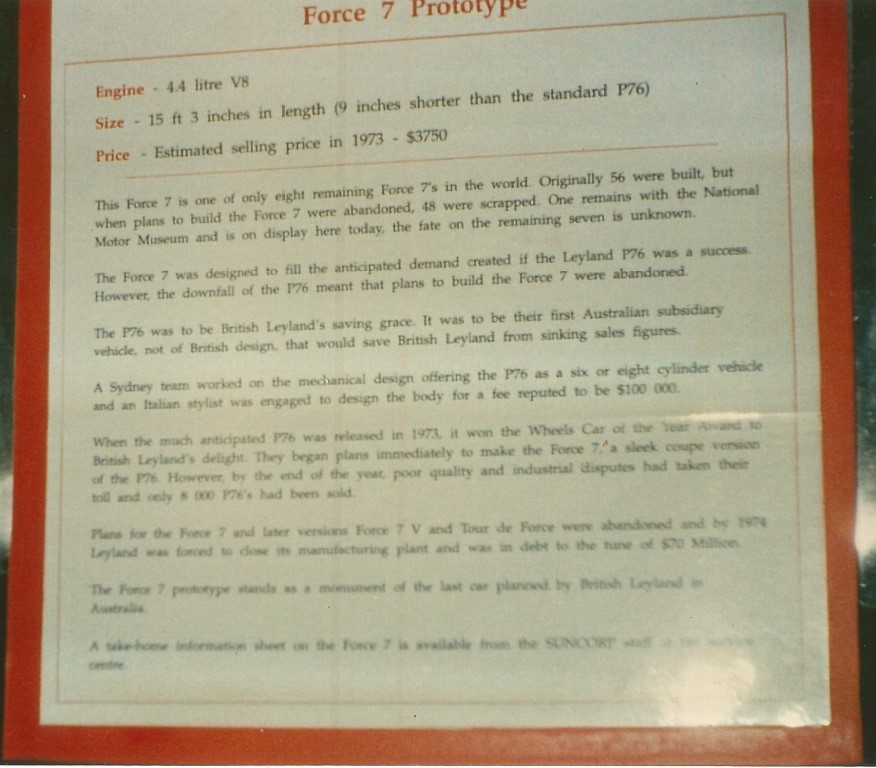 Force 7 Prototype
Engine - 4.4 litre V8
Size - 15 ft 3 inches in length (9 inches shorter than the standard P76)
Price - Estimated selling price in 1973 - $3750
This Force 7 is one of only eight remaining Force 7's in the world. Originally 56 were built, but
when plans to build the Force 7 were abandoned, 48 were scrapped. One remains with the National
Motor Museum and is on display here today, the fate on the remaining seven is unknown.
The Force 7 was designed to fill the anticipated demand created if the Leyland P76 was a success.
However, the downfall of the P76 meant that plans to build the Force 7 were abandoned.
The P76 was to be British Leyland's saving grace. It was to be their first Australian subsidiary
vehicle, not of British design, that would save British Leyland from sinking sales figures.
A Sydney team worked on the mechanical design offering the P76 as a six or eight cylinder vehicle
and an Italian stylist was engaged to design the body for a fee reputed to be $100 000.
When the much anticipated P76 was released in 1973, it won the Wheels Car of the Year Award to
British Leyland's delight. They began plans immediately to make the Force 7, a sleek coupe version
of the P76. However, by the end of the year, poor quality and industrial disputes had taken their
toll and only 8 000 P76's had been sold.
Plans for the Force 7 and later versions Force 7 V and Tour de Force were abandoned and by 1974
Leyland was forced to close its manufacturing plant and was in debt to the tune of $70 Million.
The Force 7 prototype stands as a monument of the last car planned by British Leyland in
Australia.
A take-home information sheet on the Force 7 is available from the SUNCORP staff
centre.